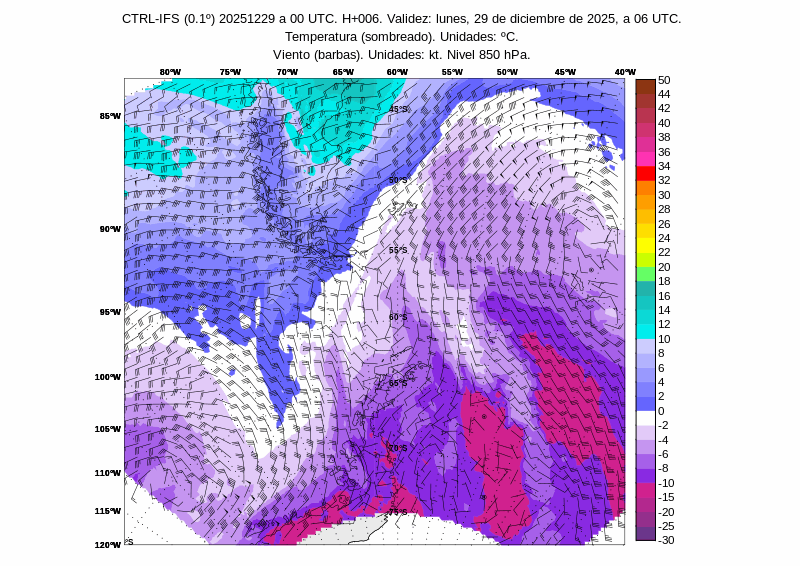 CTRL-IFS (0.1º) 20251229 a 00 UTC. H+006. Validez: lunes, 29 de diciembre de 2025, a 06 UTC.
Temperatura (sombreado). Unidades: ºC.
Viento (barbas). Unidades: kt. Nivel 850 hPa.
80°W 75°W 70°W 65°W 60°W 55°W 50°W 45°W 40°W
85°W
90°W
95°W
100°W
105°W
110°W
115°W
120°W
45°S
50°S
55°S
60°S
65°S
70°S
75°S
°S
50
44
42
40
38
36
34
32
30
28
26
24
22
20
18
16
14
12
10
8
6
4
2
0
-2
-4
-6
-8
-10
-15
-20
-25
-30